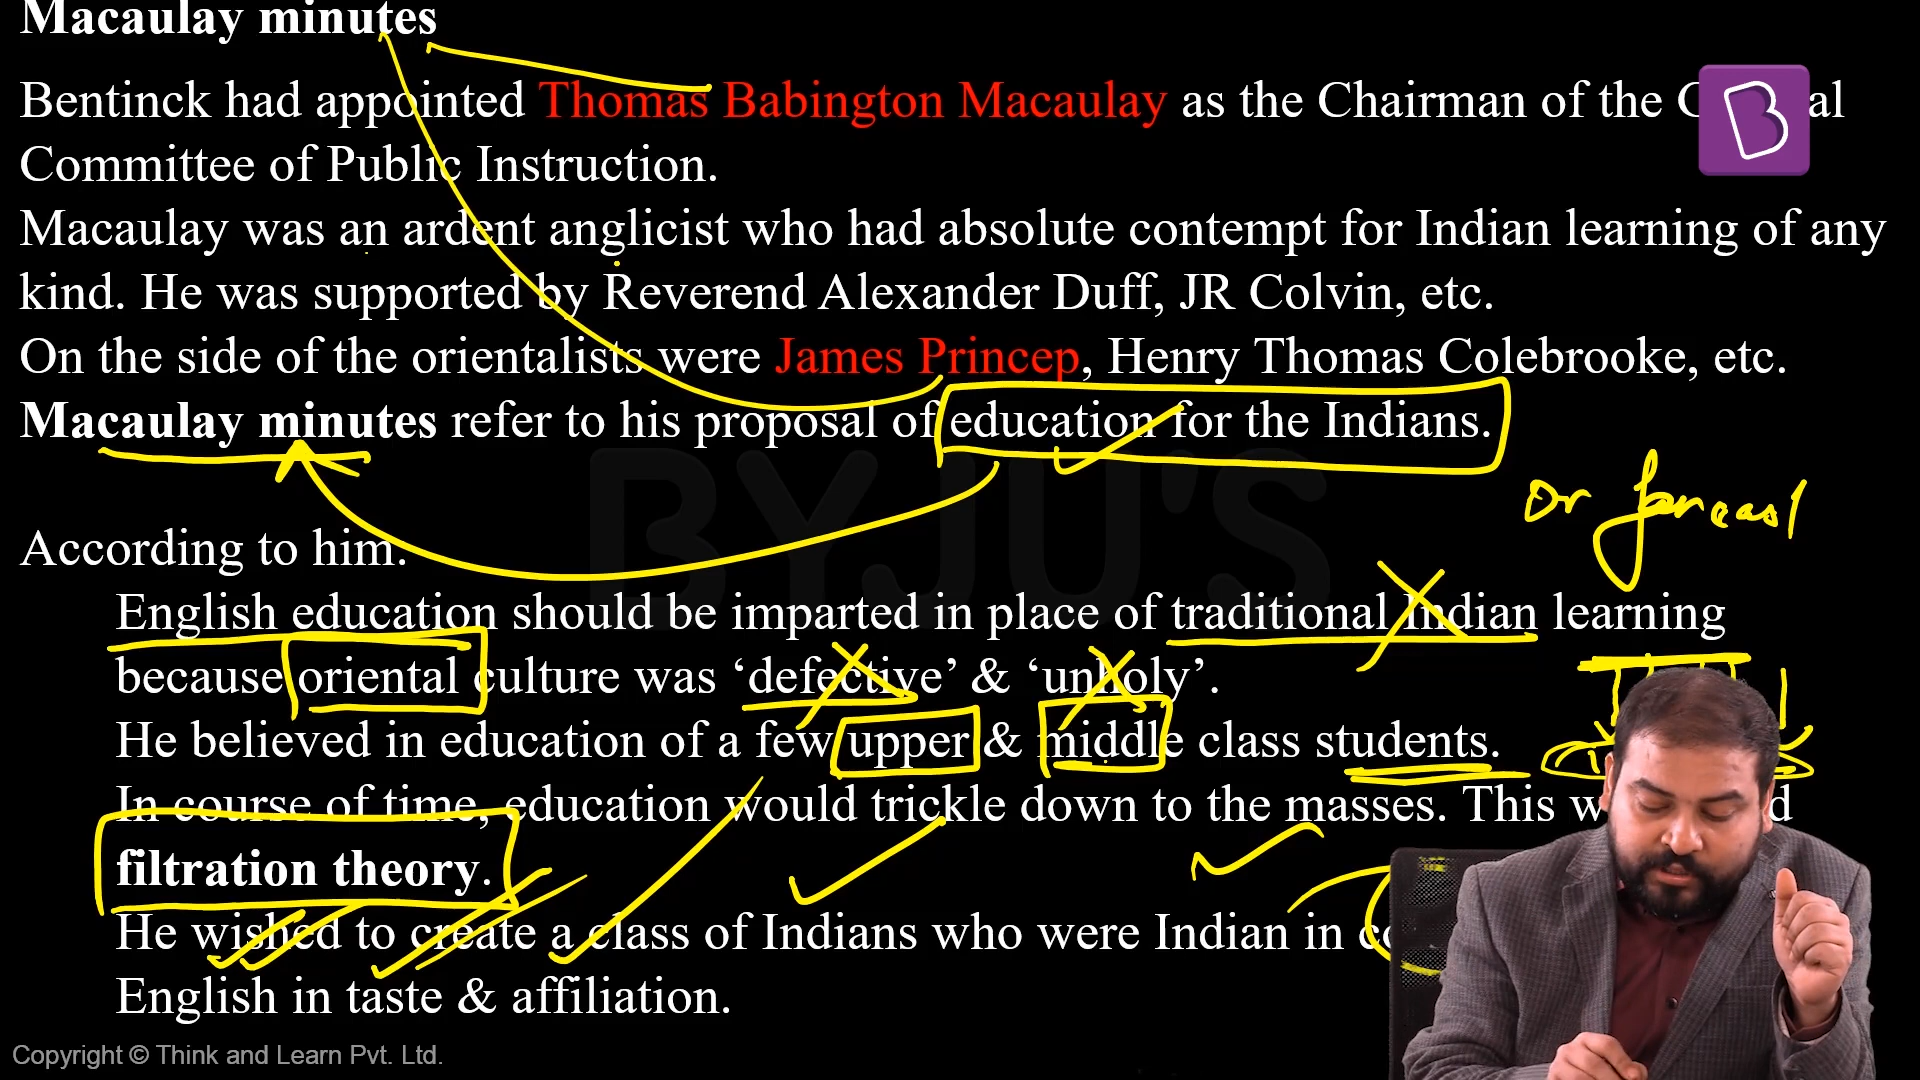 Macaulay minutes
Bentinck had appointed Thomas Babington Macaulay as the Chairman of the al
Committee of Public Instruction.
Macaulay was an ardent anglicist who had absolute contempt for Indian learning of any
kind. He was supported by Reverend Alexander Duff, JR Colvin, etc.
On the side of the orientalists were James Princep, Henry Thomas Colebrooke, etc.
Macaulay minutes refer to his proposal of education for the Indians.
BYJU'S
or
According to him.
English education should be imparted in place of traditional Indian learning
because oriental culture was ‘defective’ & ‘unholy’.
He believed in education of a few upper & middle class students.
In course of time, education would trickle down to the masses. This
filtration theory.
He wished to create a class of Indians who were Indian in
English in taste & affiliation.
Copyright © Think and Learn Pvt. Ltd.